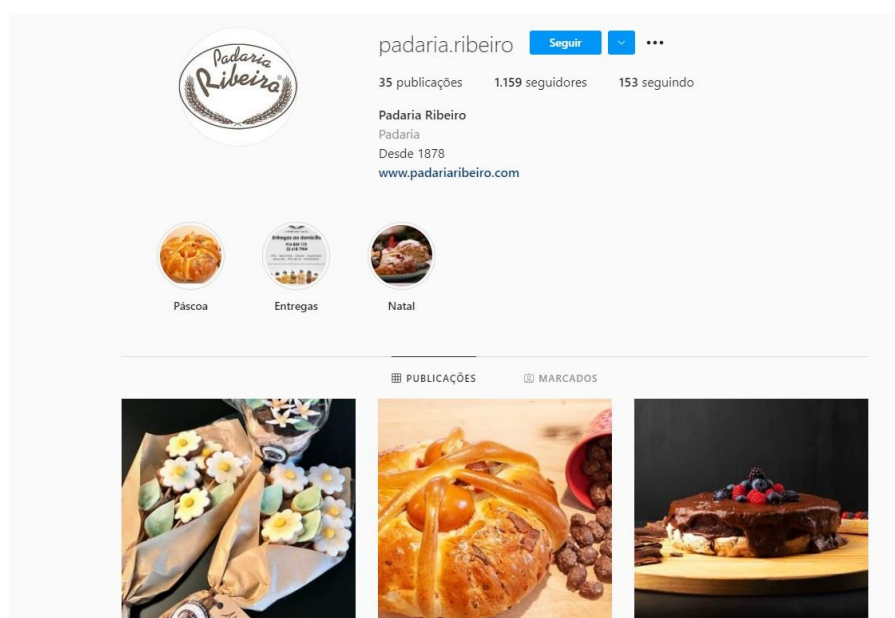 Padaria
Ribeiro
padaria.ribeiro Seguir
35 publicações 1.159 seguidores 153 seguindo
Padaria Ribeiro
Padaria
Desde 1878
www.padariaribeiro.com
Entregas ao domicílio
Páscoa Entregas Natal
PUBLICAÇÕES MARCADOS